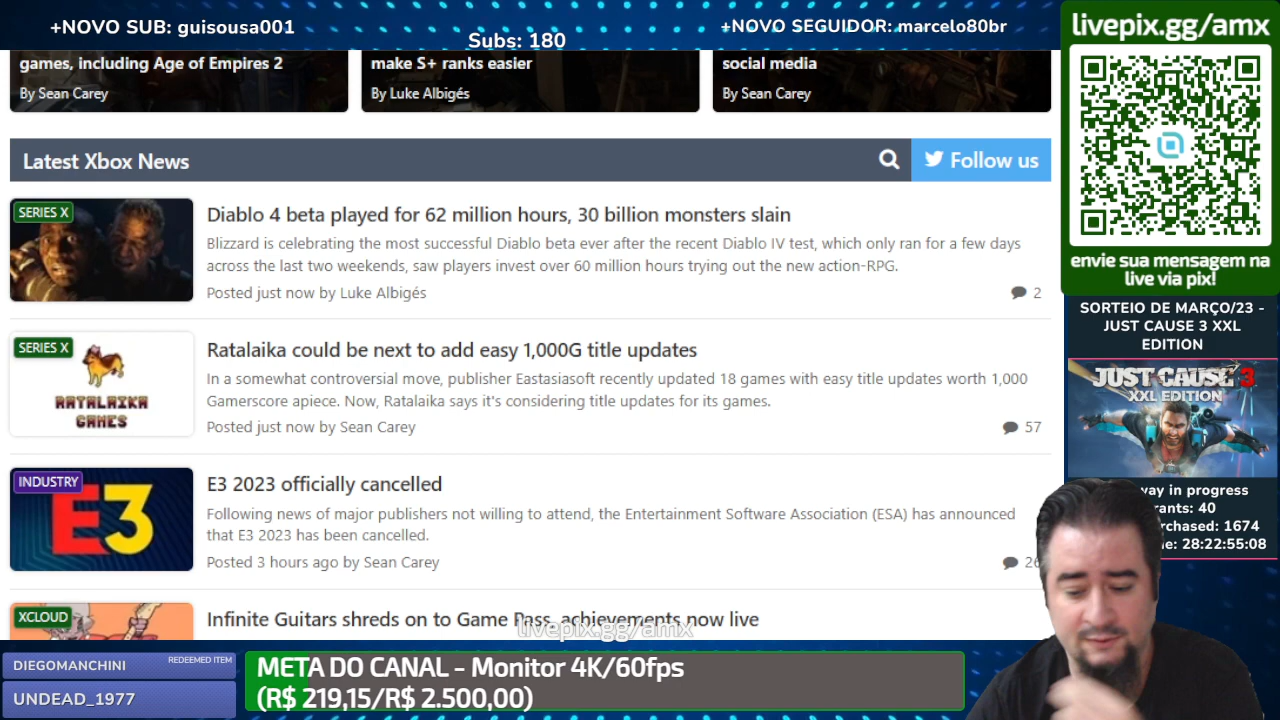 +NOVO SUB: guisousa001
Subs: 180
+NOVO SEGUIDOR: marcelo80br
livepix.gg/amx
games, including Age of Empires 2
By Sean Carey
make S+ ranks easier
By Luke Albigés
social media
By Sean Carey
Latest Xbox News
Follow us
SERIES X
Diablo 4 beta played for 62 million hours, 30 billion monsters slain
Blizzard is celebrating the most successful Diablo beta ever after the recent Diablo IV test, which only ran for a few days
across the last two weekends, saw players invest over 60 million hours trying out the new action-RPG.
Posted just now by Luke Albigés
2
SERIES X
RATALAIKA
GAMES
Ratalaika could be next to add easy 1,000G title updates
In a somewhat controversial move, publisher Eastasiasoft recently updated 18 games with easy title updates worth 1,000
Gamerscore apiece. Now, Ratalaika says it's considering title updates for its games.
Posted just now by Sean Carey
57
INDUSTRY
E3
E3 2023 officially cancelled
Following news of major publishers not willing to attend, the Entertainment Software Association (ESA) has announced
that E3 2023 has been cancelled.
Posted 3 hours ago by Sean Carey
XCLOUD
Infinite Guitars shreds on to Game Pass, achievements now live
livepix.gg/amx
envie sua mensagem na
live via pix!
SORTEIO DE MARÇO/23 -
JUST CAUSE 3 XXL
EDITION
JUST CAUSE 3
XXL EDITION
in progress
40
1674
28:22:55:08
DIEGOMANCHINI
REDEEMED ITEM
UNDEAD_1977
META DO CANAL - Monitor 4K/60fps
(R$ 219,15/R$ 2.500,00)